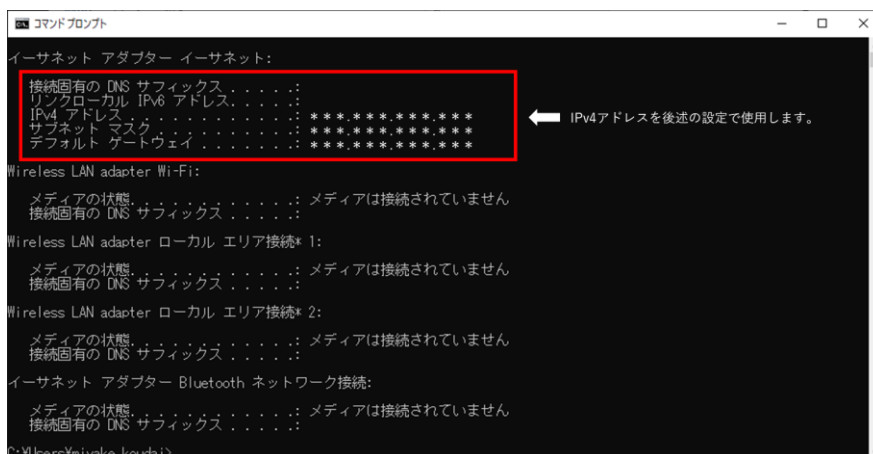 コマンド プロンプト
イーサネット アダプター イーサネット:
接続固有の DNS サフィックス . . . . .:
リンクローカル IPv6 アドレス. . . . .:
IPv4 アドレス . . . . . . . . . . . .: ***.***.***.***
サブネット マスク . . . . . . . . . .: ***.***.***.***
デフォルト ゲートウェイ . . . . . . .: ***.***.***.***
IPv4アドレスを後述の設定で使用します。
Wireless LAN adapter Wi-Fi:
メディアの状態. . . . . . . . . . . .: メディアは接続されていません
接続固有の DNS サフィックス . . . . .:
Wireless LAN adapter ローカル エリア接続* 1:
メディアの状態. . . . . . . . . . . .: メディアは接続されていません
接続固有の DNS サフィックス . . . . .:
Wireless LAN adapter ローカル エリア接続* 2:
メディアの状態. . . . . . . . . . . .: メディアは接続されていません
接続固有の DNS サフィックス . . . . .:
イーサネット アダプター Bluetooth ネットワーク接続:
メディアの状態. . . . . . . . . . . .: メディアは接続されていません
接続固有の DNS サフィックス . . . . .:
C:¥Users¥miyake.koudai>